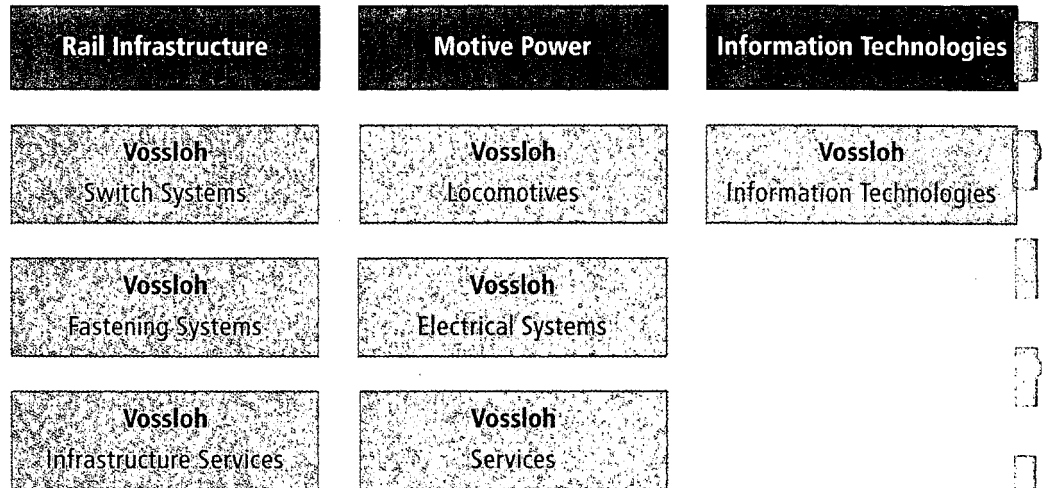 Rail Infrastructure
Motive Power
Information Technologies
Vossloh
Switch Systems
Vossloh
Locomotives
Vossloh
Information Technologies
Vossloh
Fastening Systems
Vossloh
Electrical Systems
Vossloh
Infrastructure Services
Vossloh
Services